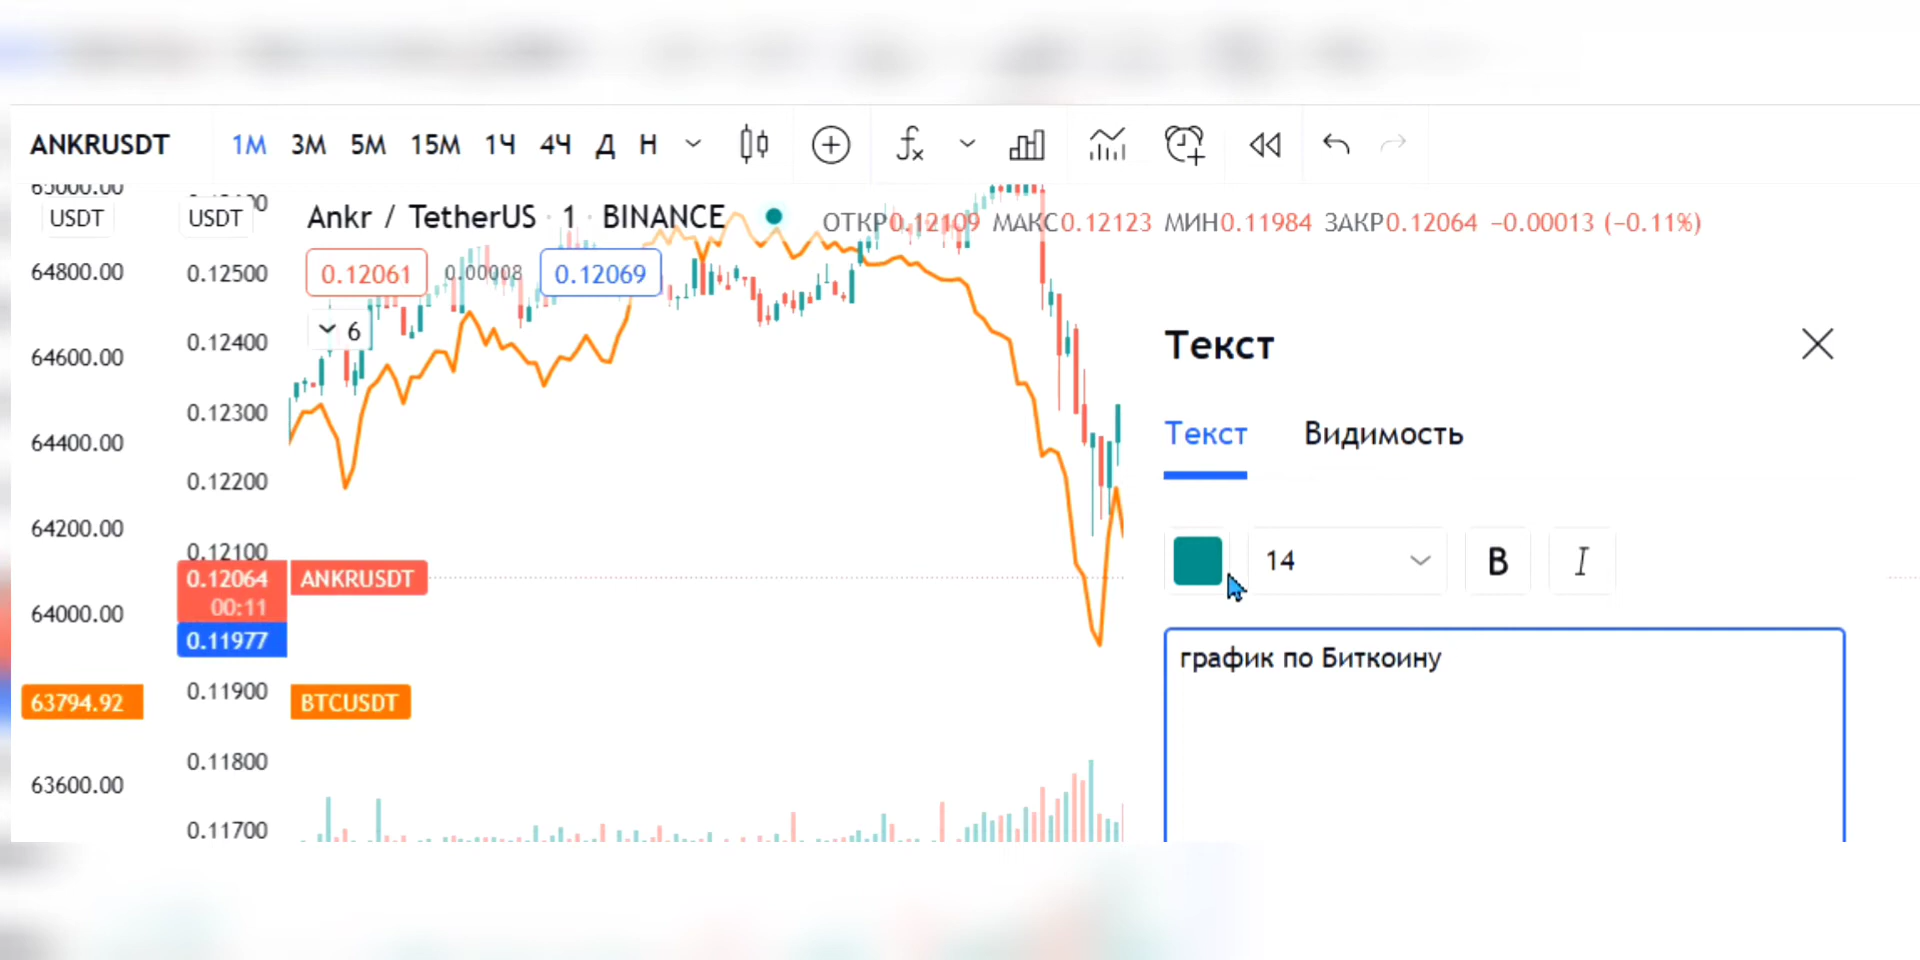 ANKRUSDT 1М 3М 5М 15М 1Ч 4Ч Д Н
65000.00
USDT USDT Ankr / TetherUS · 1 · BINANCE ОТКР0.12109 МАКС0.12123 МИН0.11984 ЗАКР0.12064 −0.00013 (−0.11%)
64800.00 0.12500 0.12061 0.00008 0.12069
6
64600.00 0.12400
Текст
64400.00 0.12300
Текст Видимость
64200.00 0.12200
14 B I
0.12100
0.12064 ANKRUSDT
00:11
64000.00
0.11977
график по Биткоину
0.11900
63794.92 BTCUSDT
0.11800
63600.00
0.11700